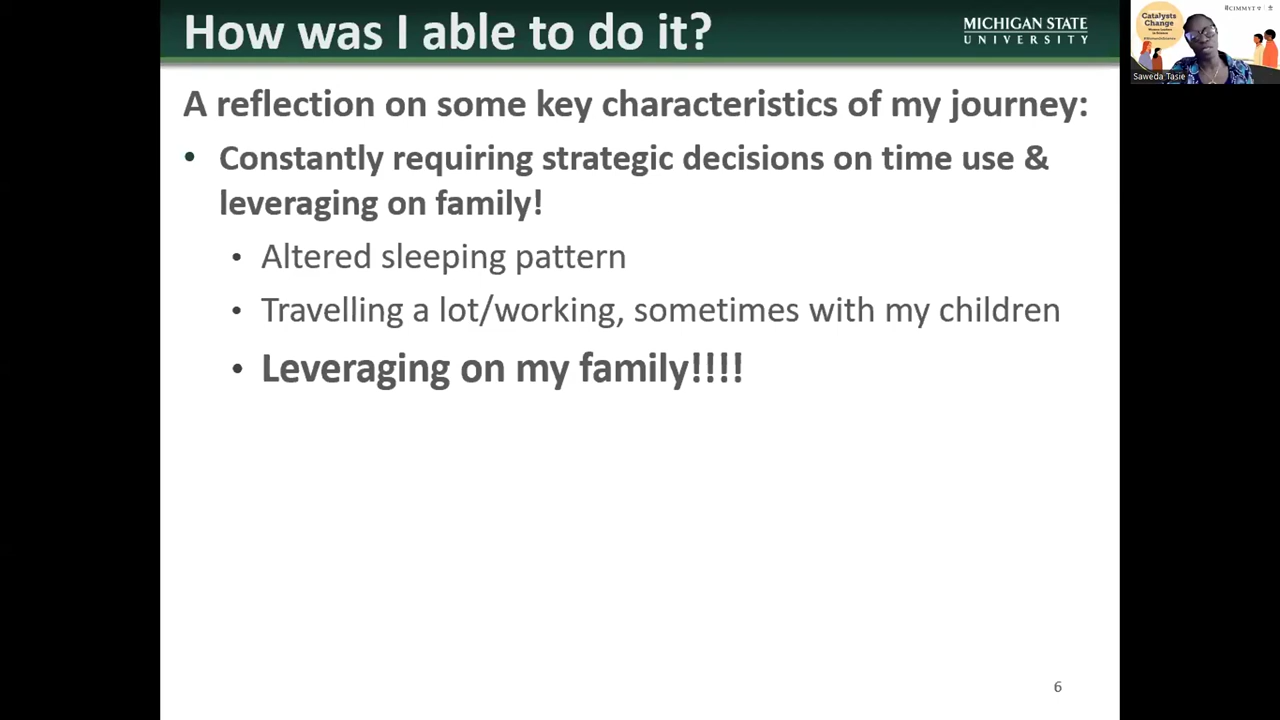 How was I able to do it?
MICHIGAN STATE
UNIVERSITY
A reflection on some key characteristics of my journey:
• Constantly requiring strategic decisions on time use &
leveraging on family!
• Altered sleeping pattern
• Travelling a lot/working, sometimes with my children
• Leveraging on my family!!!!
6
Catalysts
Change
CIMMYT
Saweda Tasie